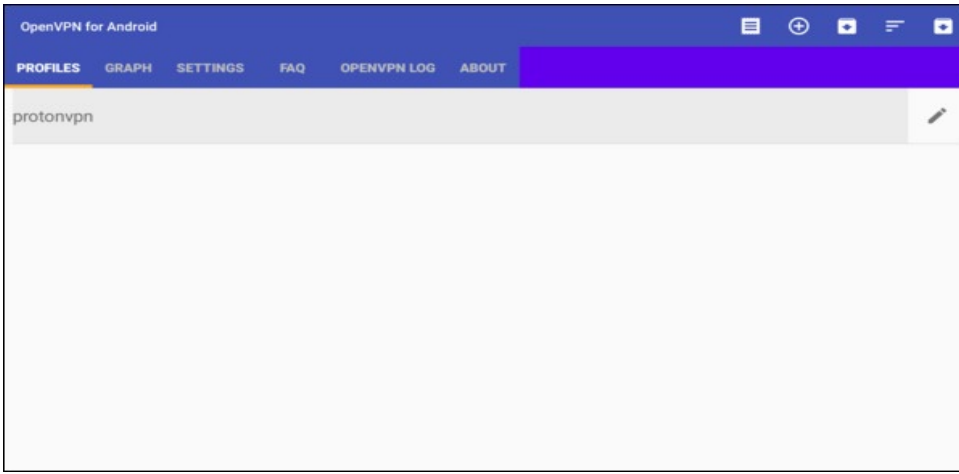 OpenVPN for Android
PROFILES GRAPH SETTINGS FAQ OPENVPN LOG ABOUT
protonvpn